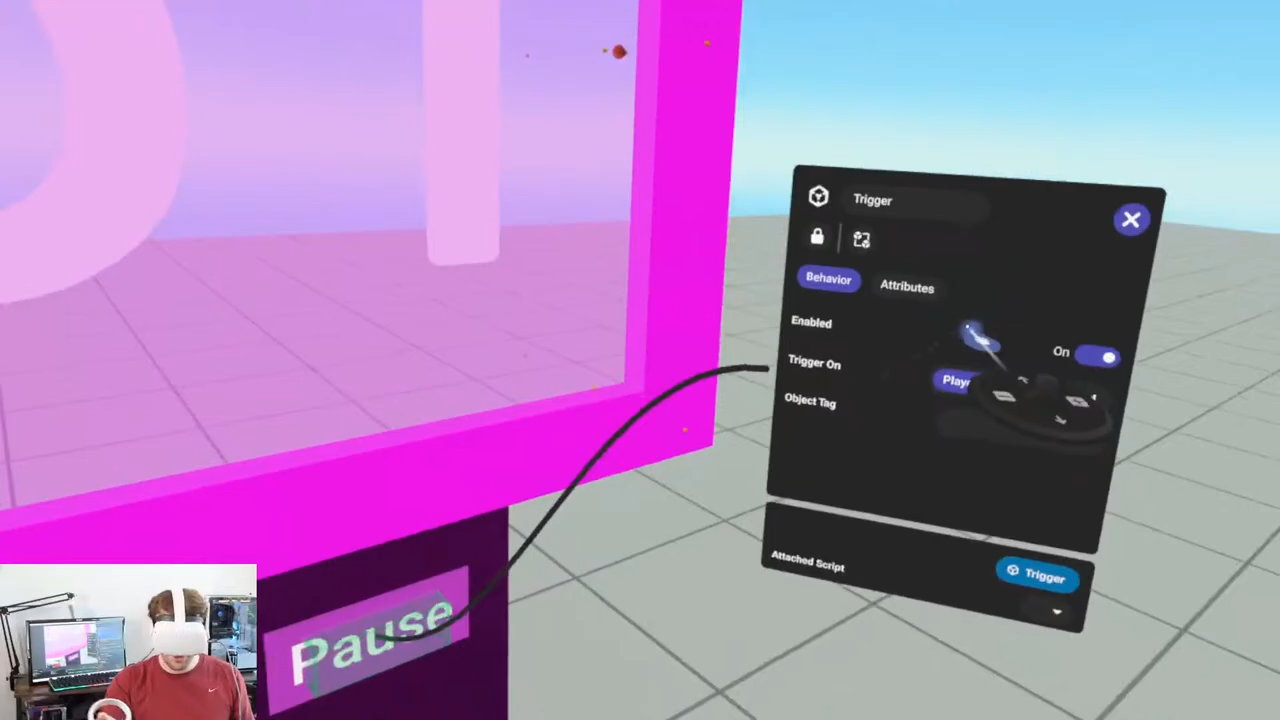 Trigger
Behavior
Attributes
Enabled
On
Trigger On
Object Tag
Attached Script
Trigger
Pause